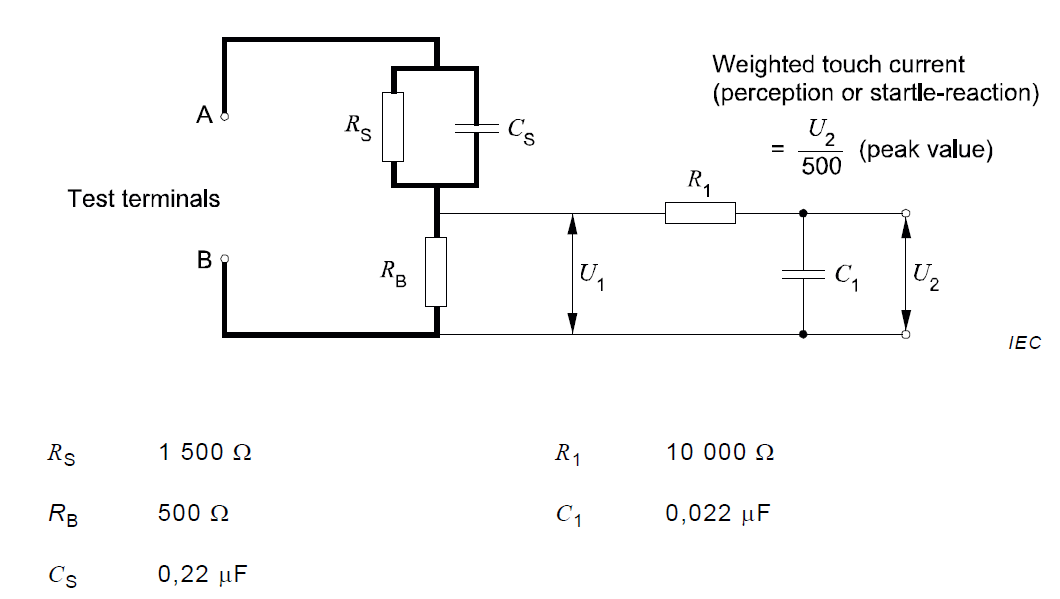 Weighted touch current
(perception or startle-reaction)
= U2/500 (peak value)
A
RS
CS
Test terminals
R1
B
RB
U1
C1
U2
IEC
RS 1 500 Ω R1 10 000 Ω
RB 500 Ω C1 0,022 μF
CS 0,22 μF